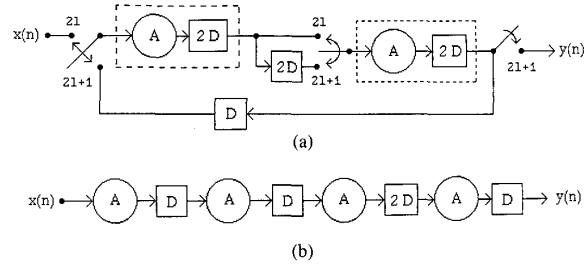 x(n) 2l A 2D 2l A 2D y(n)
2l+1 2D 2l+1 2l+1
D
(a)
x(n) A D A D A 2D A D y(n)
(b)